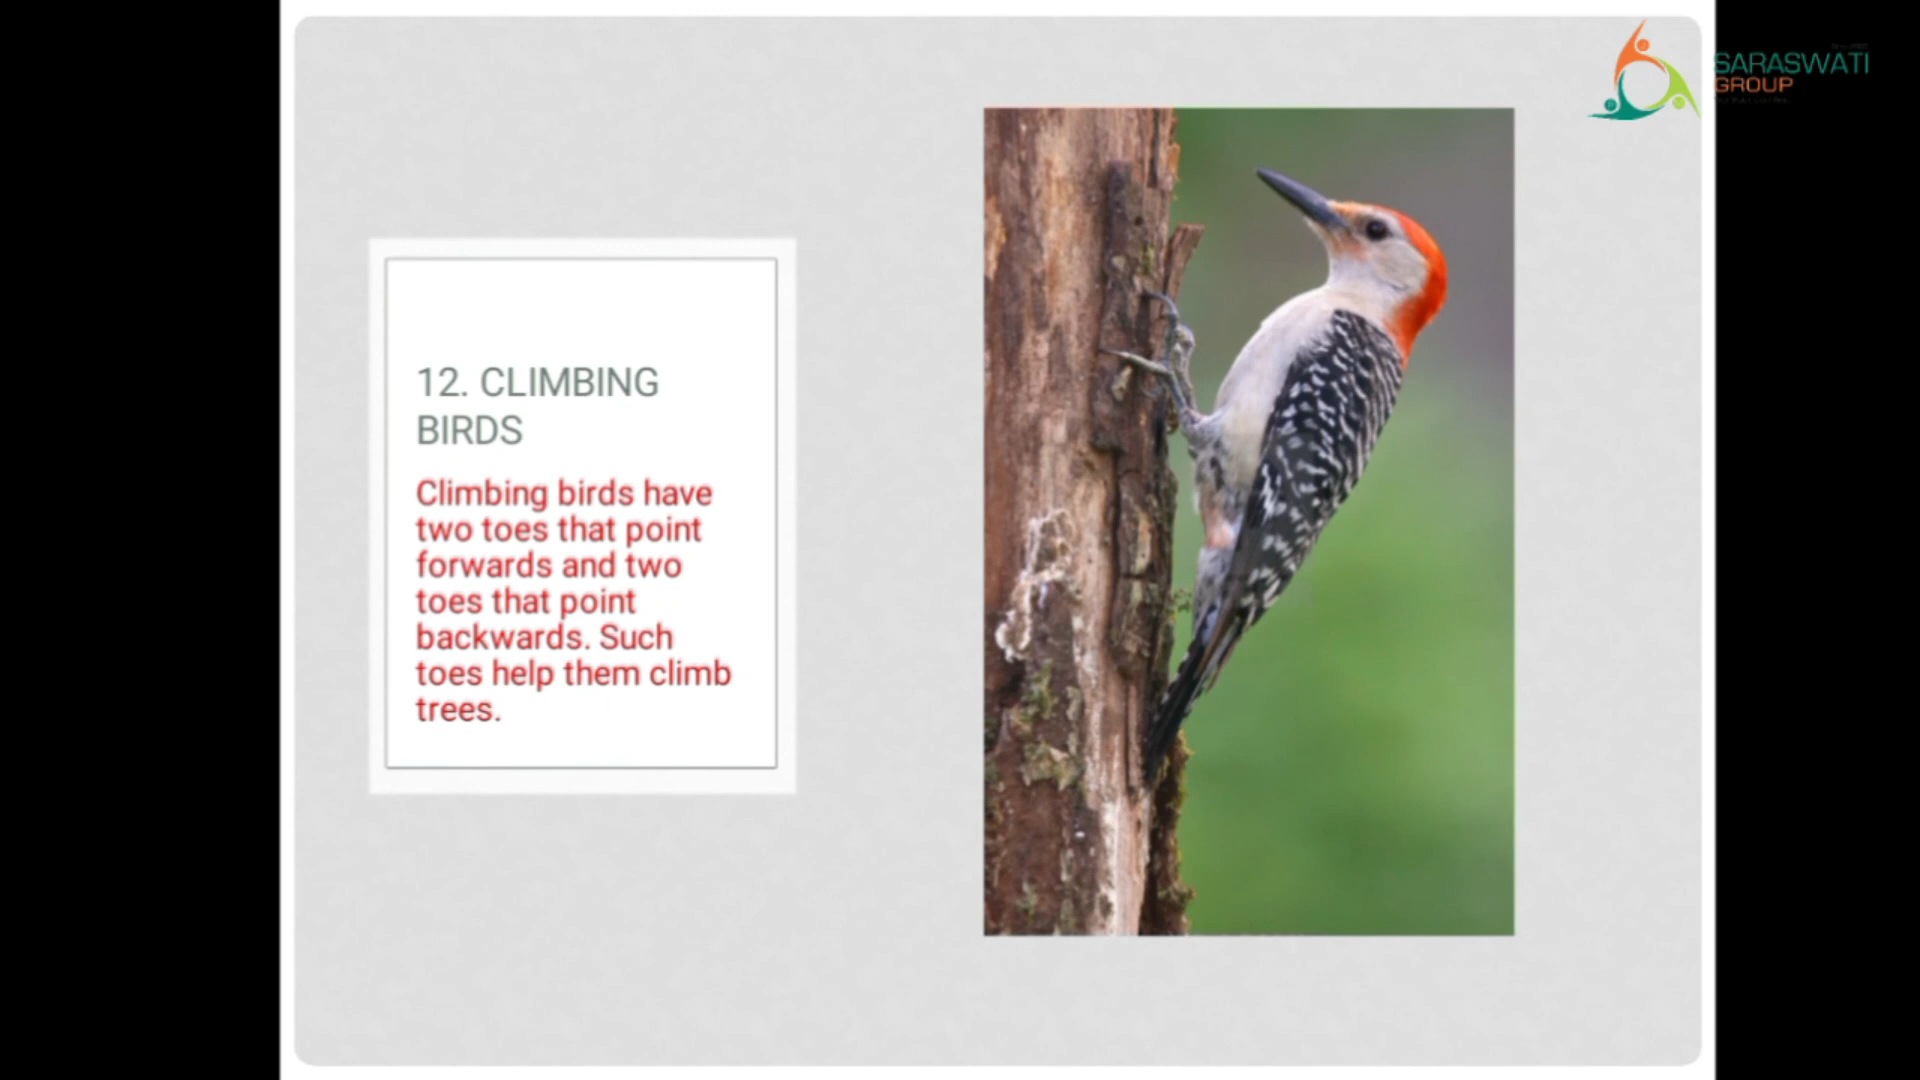 SARASWATI
GROUP
12. CLIMBING
BIRDS
Climbing birds have
two toes that point
forwards and two
toes that point
backwards. Such
toes help them climb
trees.